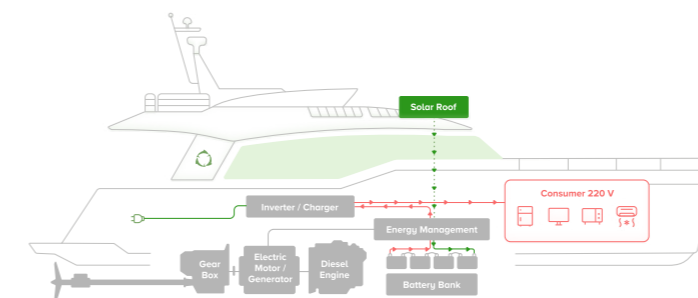 Solar Roof
Consumer 220 V
Inverter / Charger
Energy Management
Gear
Box
Electric
Motor /
Generator
Diesel
Engine
Battery Bank